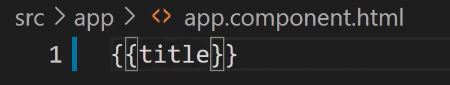 src > app > <> app.component.html
1 {{title}}